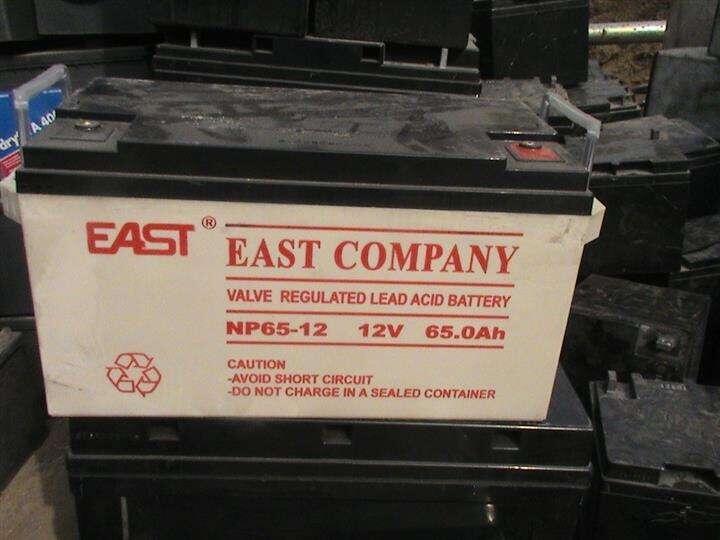 EAST ®
EAST COMPANY
VALVE REGULATED LEAD ACID BATTERY
NP65-12 12V 65.0Ah
CAUTION
-AVOID SHORT CIRCUIT
-DO NOT CHARGE IN A SEALED CONTAINER
dry